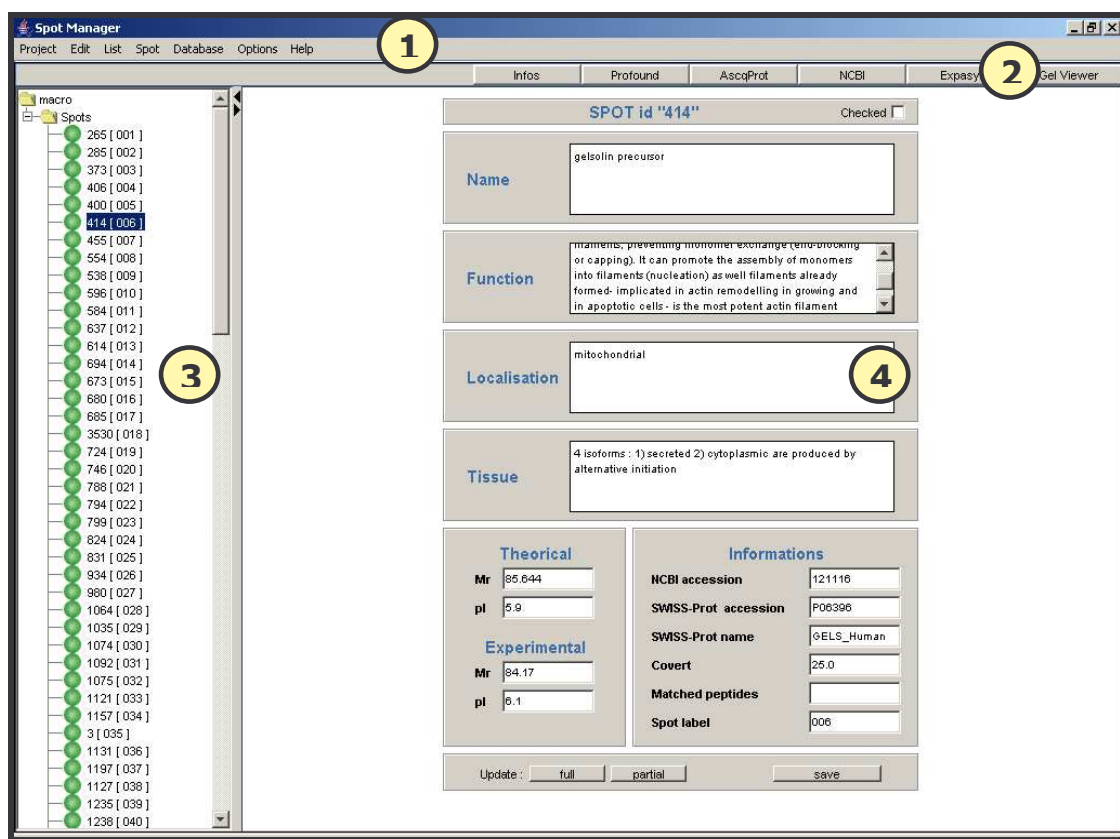 Spot Manager
Project Edit List Spot Database Options Help
1
Infos Profound AscqProt NCBI Expasy 2 Gel Viewer
macro
Spots
265 [ 001 ]
285 [ 002 ]
373 [ 003 ]
406 [ 004 ]
400 [ 005 ]
414 [ 006 ]
455 [ 007 ]
554 [ 008 ]
538 [ 009 ]
596 [ 010 ]
584 [ 011 ]
637 [ 012 ]
614 [ 013 ]
694 [ 014 ]
673 [ 015 ]
680 [ 016 ]
685 [ 017 ]
3530 [ 018 ]
724 [ 019 ]
746 [ 020 ]
788 [ 021 ]
794 [ 022 ]
799 [ 023 ]
824 [ 024 ]
831 [ 025 ]
934 [ 026 ]
980 [ 027 ]
1064 [ 028 ]
1035 [ 029 ]
1074 [ 030 ]
1092 [ 031 ]
1075 [ 032 ]
1121 [ 033 ]
1157 [ 034 ]
3 [ 035 ]
1131 [ 036 ]
1197 [ 037 ]
1127 [ 038 ]
1235 [ 039 ]
1238 [ 040 ]
3
SPOT id "414" Checked
Name
gelsolin precursor
Function
filaments, preventing monomer exchange (end-blocking
or capping). It can promote the assembly of monomers
into filaments (nucleation) as well filaments already
formed- implicated in actin remodelling in growing and
in apoptotic cells - is the most potent actin filament
Localisation
mitochondrial
4
Tissue
4 isoforms : 1) secreted 2) cytoplasmic are produced by
alternative initiation
Theorical
Mr 85.644
pI 5.9
Experimental
Mr 84.17
pI 6.1
Informations
NCBI accession 121116
SWISS-Prot accession P06396
SWISS-Prot name GELS_Human
Covert 25.0
Matched peptides
Spot label 006
Update : full partial save